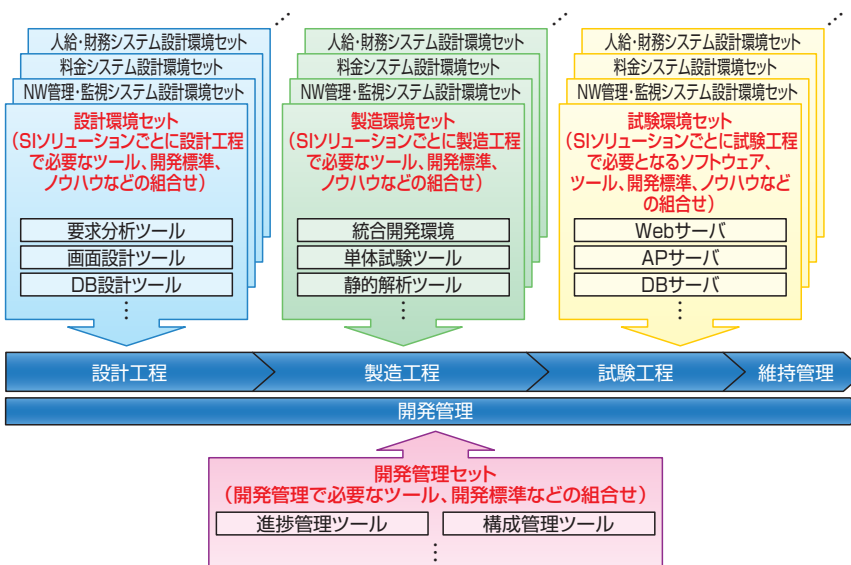 人給・財務システム設計環境セット
料金システム設計環境セット
NW管理・監視システム設計環境セット
設計環境セット
（SIソリューションごとに設計工程
で必要なツール、開発標準、
ノウハウなどの組合せ）
要求分析ツール
画面設計ツール
DB設計ツール
⋮
人給・財務システム設計環境セット
料金システム設計環境セット
NW管理・監視システム設計環境セット
製造環境セット
（SIソリューションごとに製造工程
で必要なツール、開発標準、
ノウハウなどの組合せ）
統合開発環境
単体試験ツール
静的解析ツール
⋮
人給・財務システム設計環境セット
料金システム設計環境セット
NW管理・監視システム設計環境セット
試験環境セット
（SIソリューションごとに試験工程
で必要となるソフトウェア、
ツール、開発標準、ノウハウなど
の組合せ）
Webサーバ
APサーバ
DBサーバ
⋮
設計工程
製造工程
試験工程
維持管理
開発管理
開発管理セット
（開発管理で必要なツール、開発標準などの組合せ）
進捗管理ツール
構成管理ツール
⋮